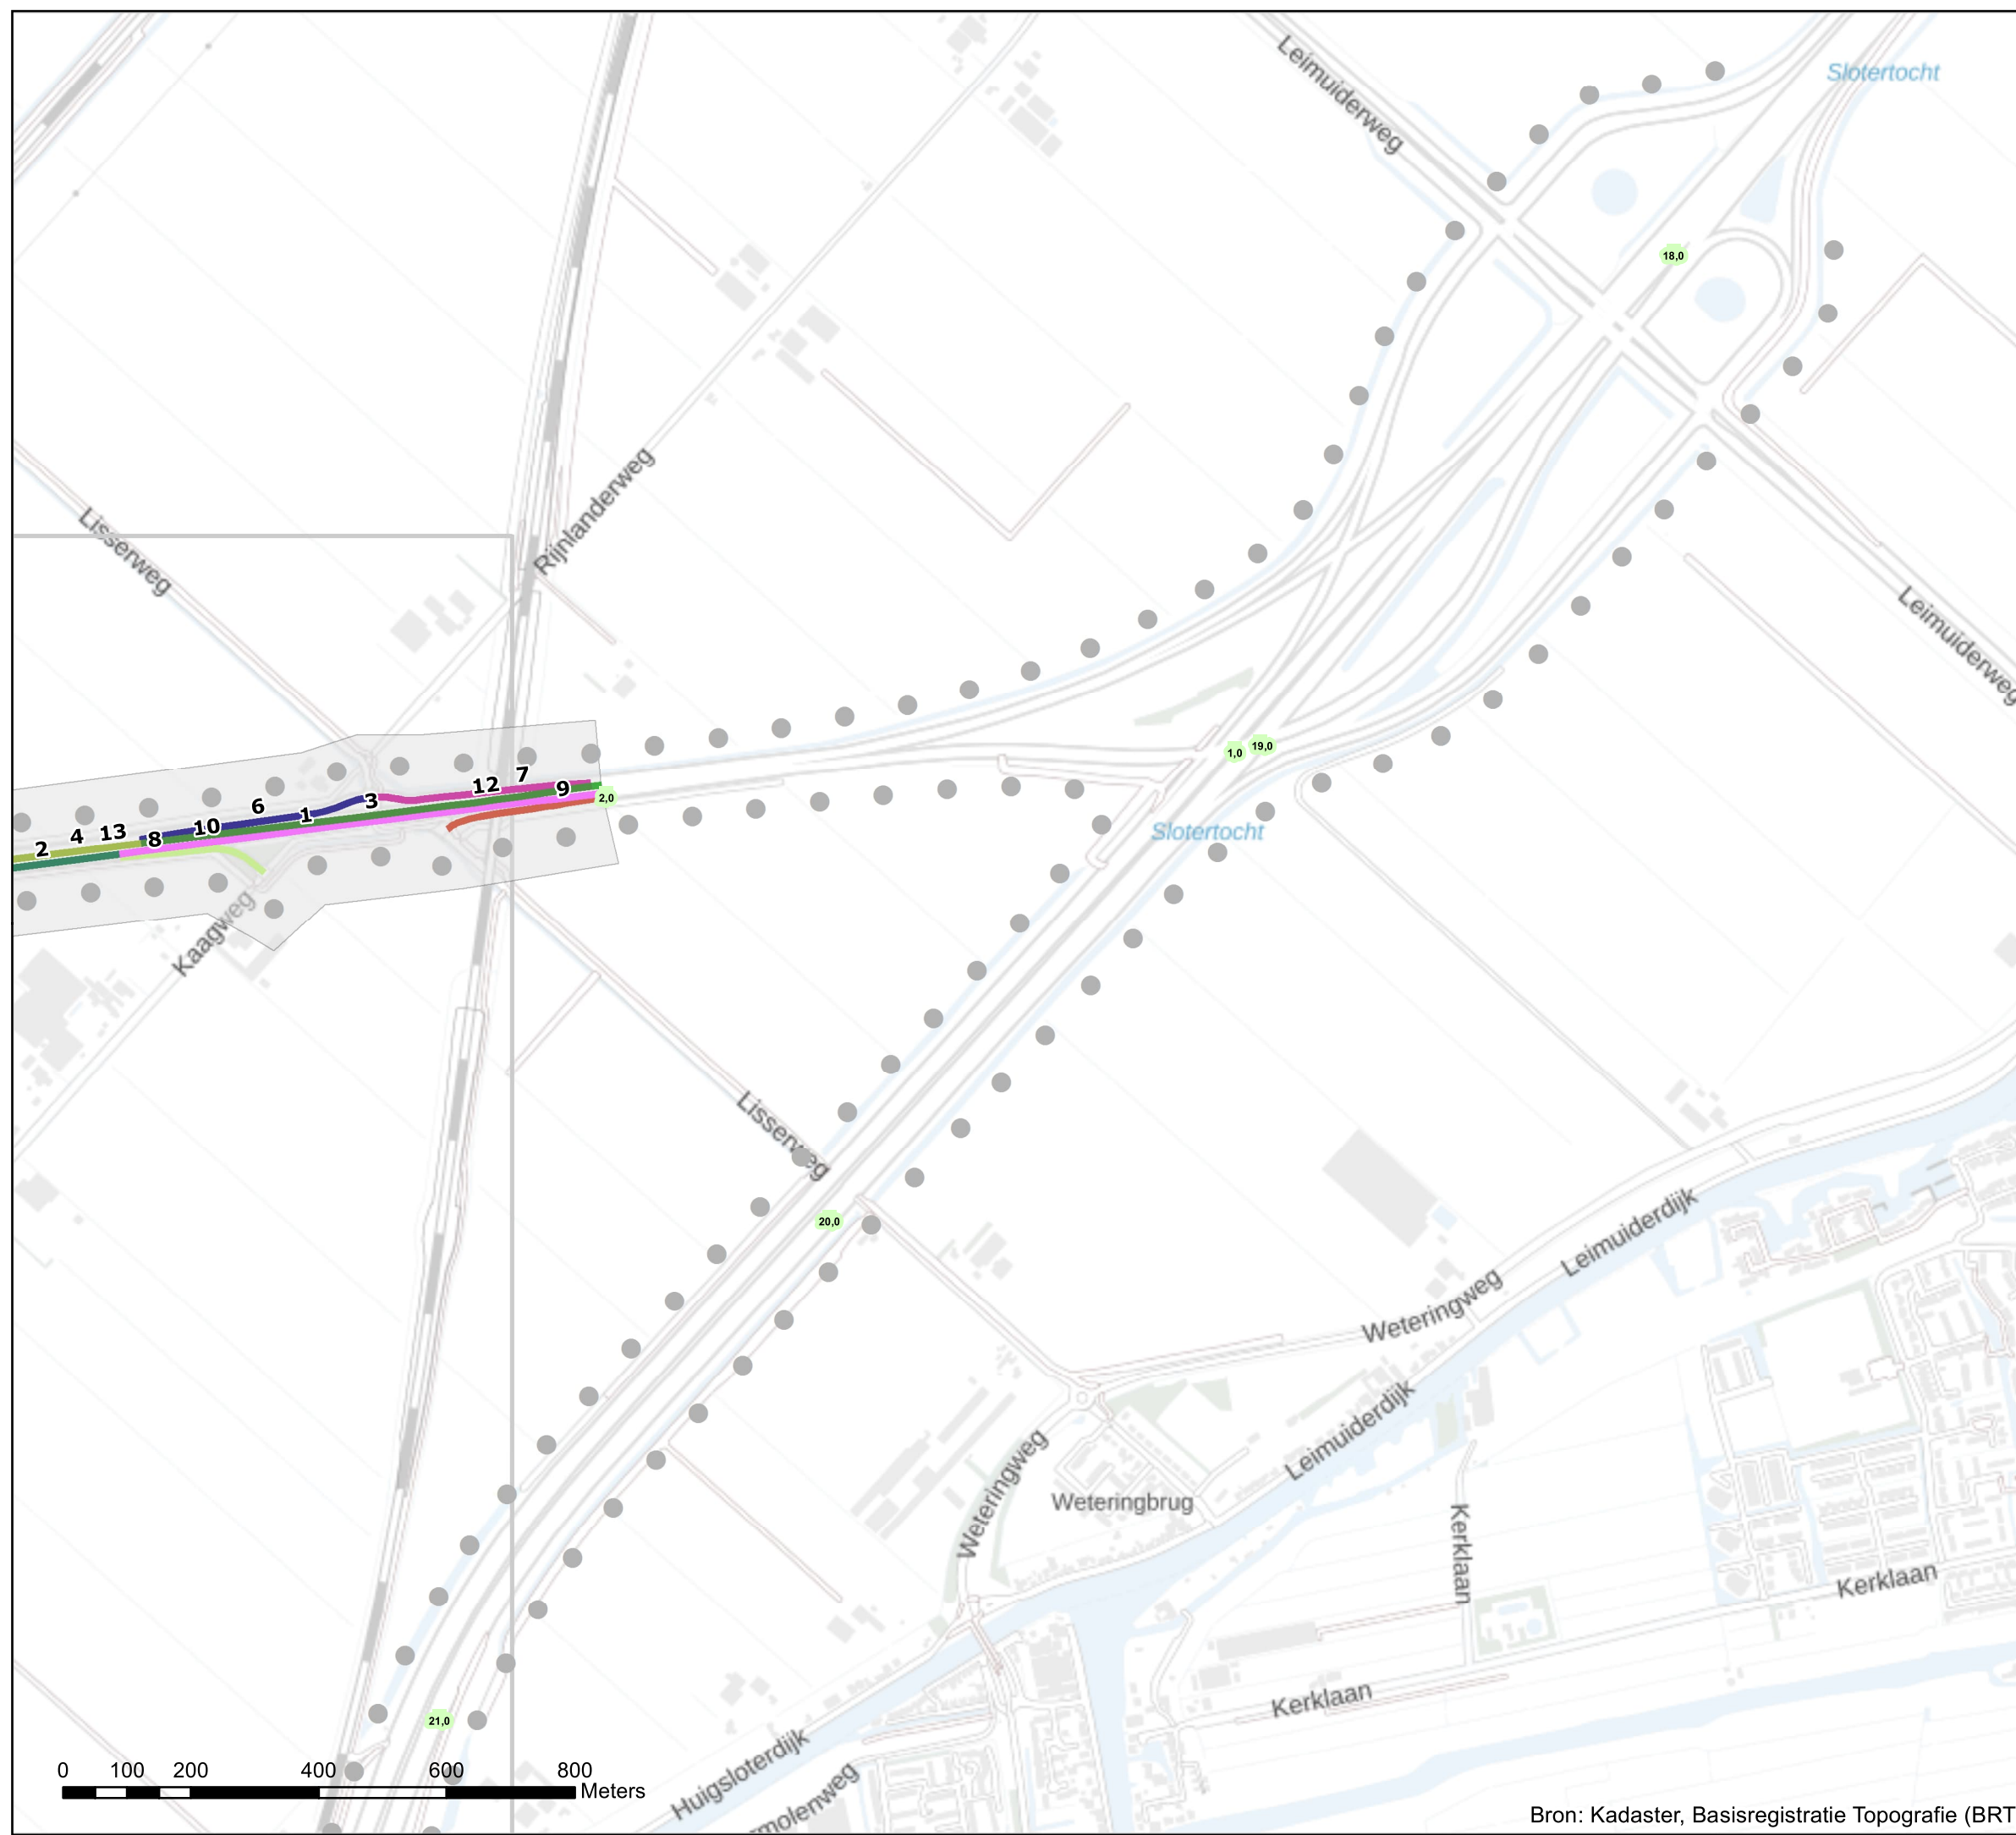 Leimuiderweg
Slotertocht
18,0
Rijnlanderweg
Lisserweg
Leimuiderweg
1,0
19,0
12
7
9
2,0
6
3
1
10
13
4
8
2
Slotertocht
Kaagweg
Lisserweg
20,0
Leimuiderdijk
Weteringweg
Leimuiderdijk
Weteringweg
Weteringbrug
Kerklaan
Kerklaan
Kerklaan
21,0
Huigsloterdijk
molenweg
0 100 200 400 600 800
Meters
Bron: Kadaster, Basisregistratie Topografie (BRT